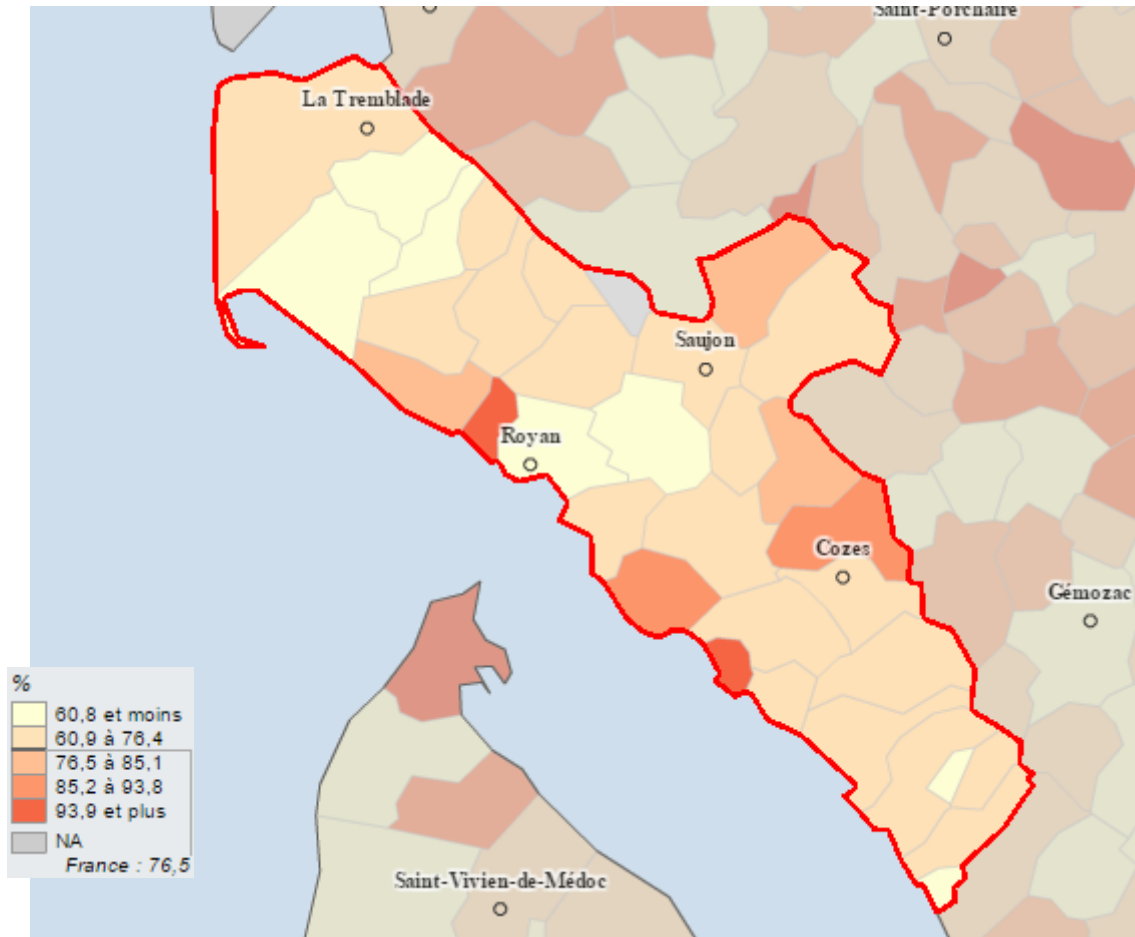 Saint-Porchaire
La Tremblade
Saujon
Royan
Cozes
Gémozac
%
60,8 et moins
60,9 à 76,4
76,5 à 85,1
85,2 à 93,8
93,9 et plus
NA
France : 76,5
Saint-Vivien-de-Médoc